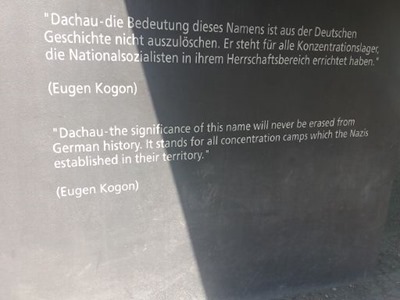 "Dachau-die Bedeutung dieses Namens ist aus der Deutschen
Geschichte nicht auszulöschen. Er steht für alle Konzentrationslager,
die Nationalsozialisten in ihrem Herrschaftsbereich errichtet haben."
(Eugen Kogon)
"Dachau-the significance of this name will never be erased from
German history. It stands for all concentration camps which the Nazis
established in their territory."
(Eugen Kogon)